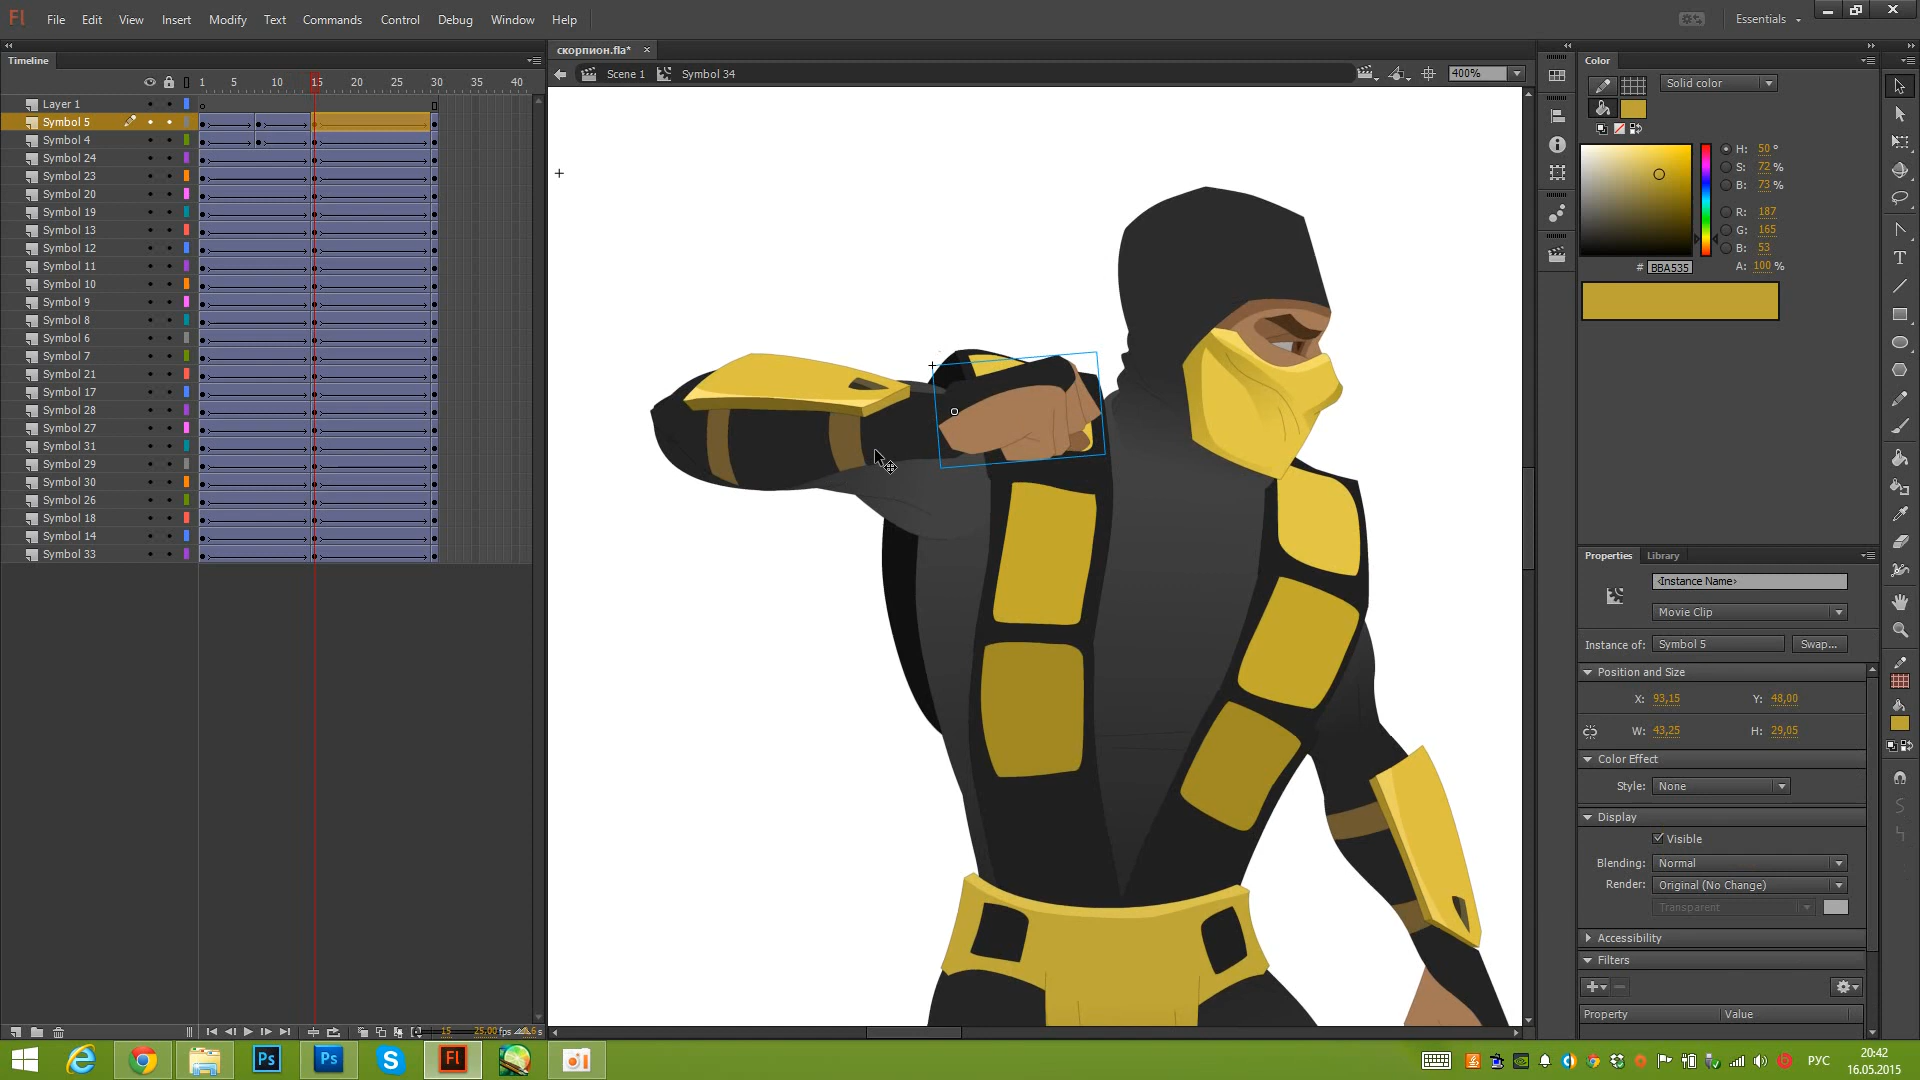 Fl File Edit View Insert Modify Text Commands Control Debug Window Help Essentials
Timeline
скорпион.fla*
Scene 1 Symbol 34 400%
1 5 10 15 20 25 30 35 40
Layer 1
Symbol 5
Symbol 4
Symbol 24
Symbol 23
Symbol 20
Symbol 19
Symbol 13
Symbol 12
Symbol 11
Symbol 10
Symbol 9
Symbol 8
Symbol 6
Symbol 7
Symbol 21
Symbol 17
Symbol 28
Symbol 27
Symbol 31
Symbol 29
Symbol 30
Symbol 26
Symbol 18
Symbol 14
Symbol 33
15 25,00 fps
Color
Solid color
H: 50 °
S: 72 %
B: 73 %
R: 187
G: 165
B: 53
# BBA535 A: 100 %
Properties Library
<Instance Name>
Movie Clip
Instance of: Symbol 5 Swap...
Position and Size
X: 93,15 Y: 48,00
W: 43,25 H: 29,05
Color Effect
Style: None
Display
Visible
Blending: Normal
Render: Original (No Change)
Transparent
Accessibility
Filters
Property Value
Ps Ps S Fl
РУС 20:42
16.05.2015